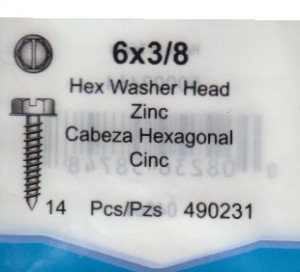 6x3/8
Hex Washer Head
Zinc
Cabeza Hexagonal
Cinc
14 Pcs/Pzs 490231